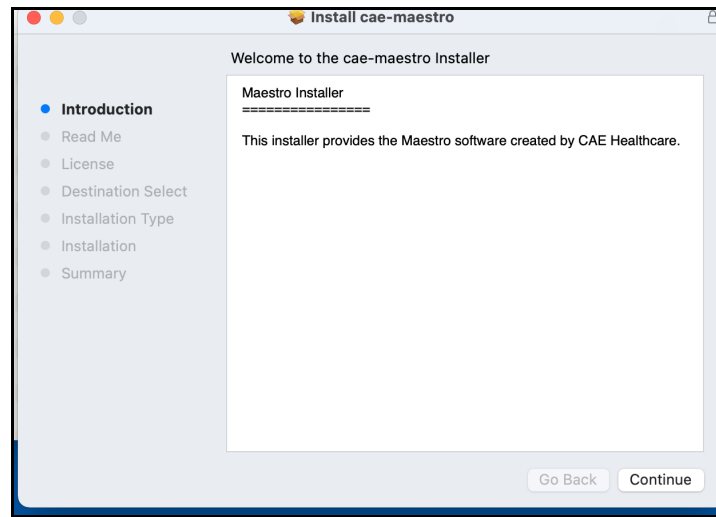 Install cae-maestro
Welcome to the cae-maestro Installer
Introduction
Read Me
License
Destination Select
Installation Type
Installation
Summary
Maestro Installer
================
This installer provides the Maestro software created by CAE Healthcare.
Go Back
Continue